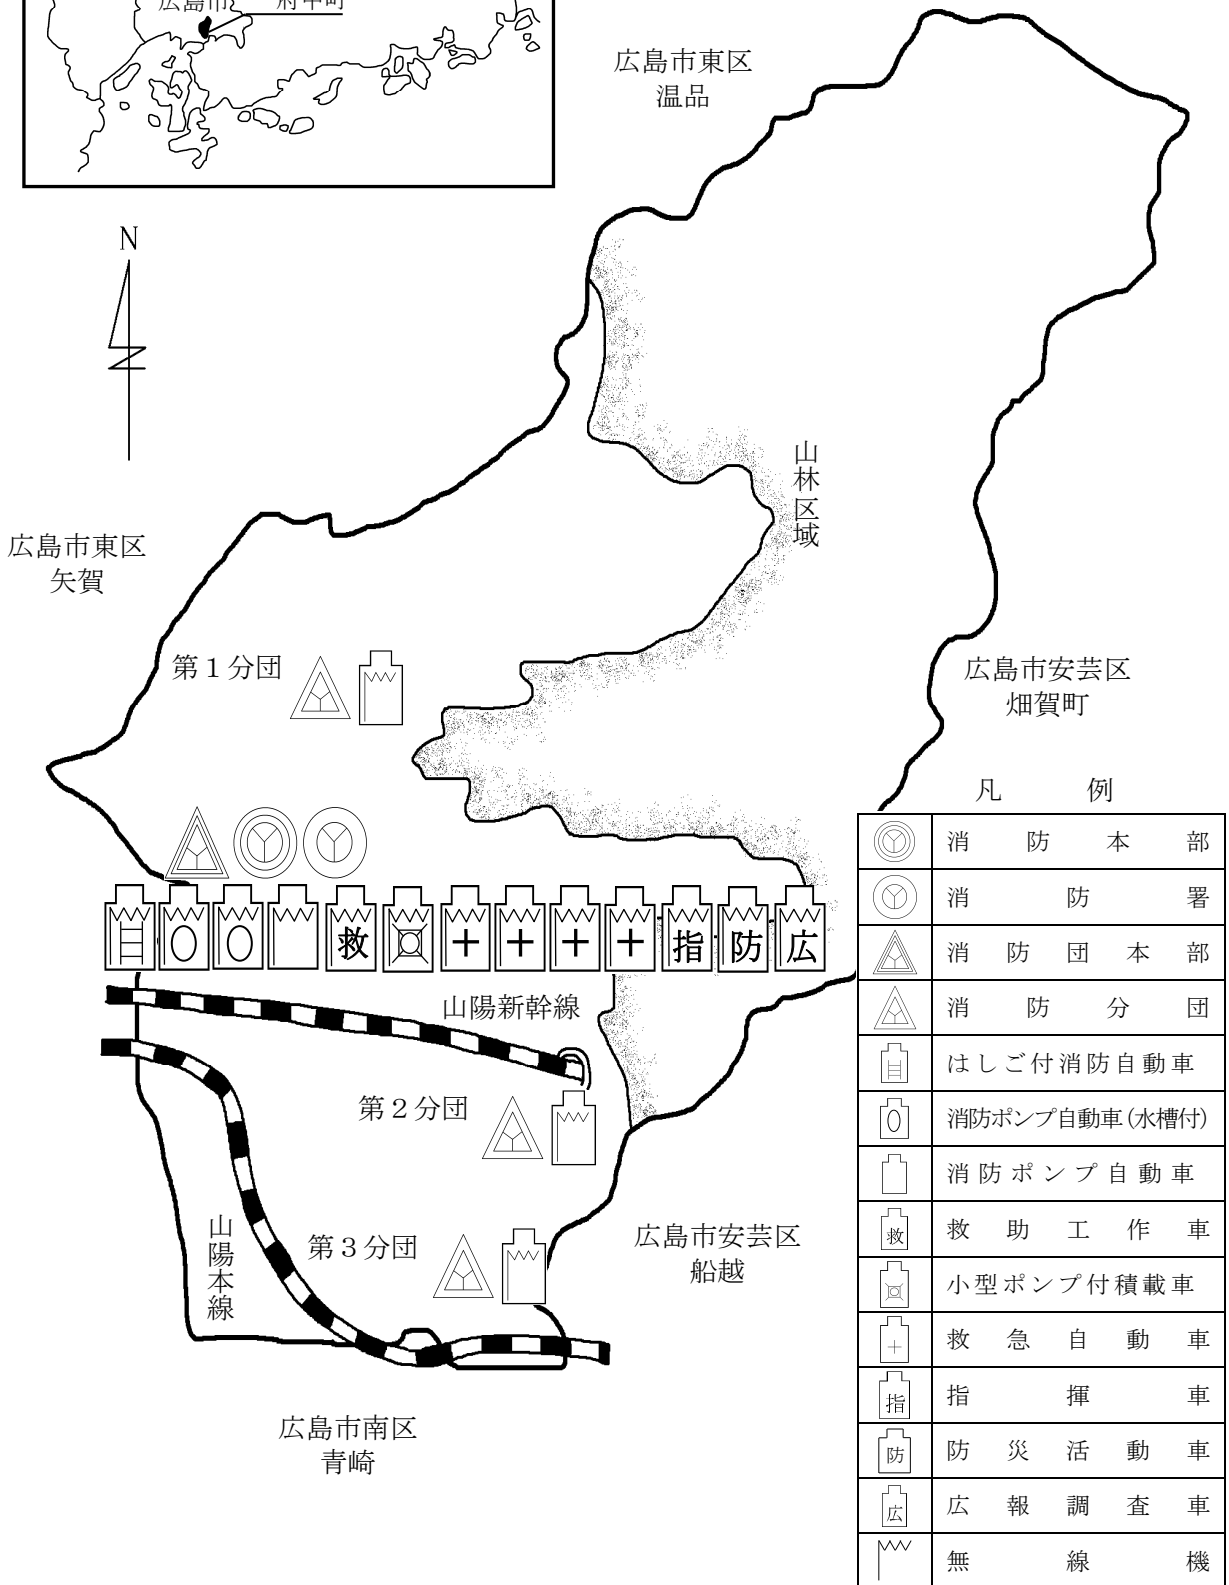 広島市
府中町
広島市東区
温品
N
山林区域
広島市東区
矢賀
第１分団
広島市安芸区
畑賀町
凡例
消防本部
消防署
消防団本部
消防分団
はしご付消防自動車
消防ポンプ自動車(水槽付)
消防ポンプ自動車
救 救助工作車
小型ポンプ付積載車
救急自動車
指 指揮車
防 防災活動車
広 広報調査車
無線機
救 指 防 広
山陽新幹線
第２分団
山陽本線
第３分団
広島市安芸区
船越
広島市南区
青崎